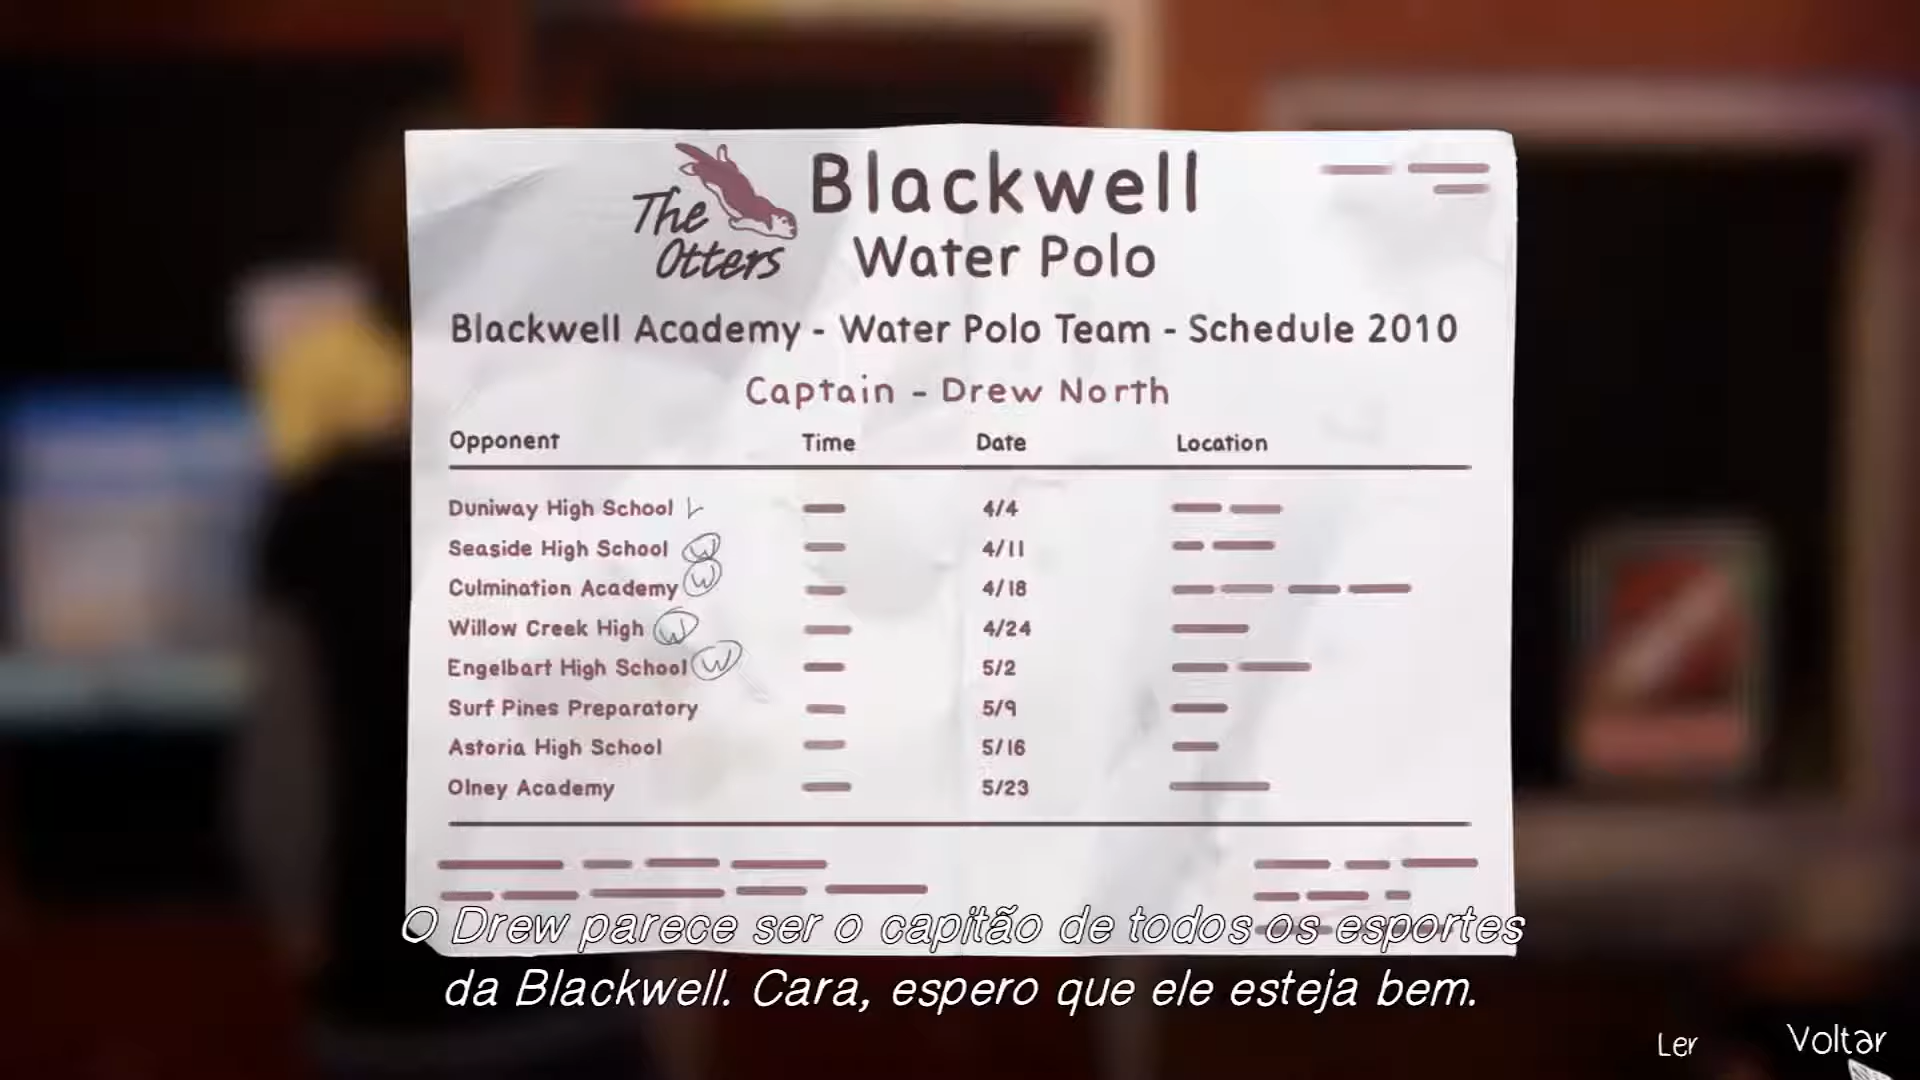 The Otters
Blackwell
Water Polo
Blackwell Academy - Water Polo Team - Schedule 2010
Captain - Drew North
Opponent Time Date Location
Duniway High School L 4/4
Seaside High School W 4/11
Culmination Academy W 4/18
Willow Creek High W 4/24
Engelbart High School W 5/2
Surf Pines Preparatory 5/9
Astoria High School 5/16
Olney Academy 5/23
O Drew parece ser o capitão de todos os esportes
da Blackwell. Cara, espero que ele esteja bem.
Ler Voltar